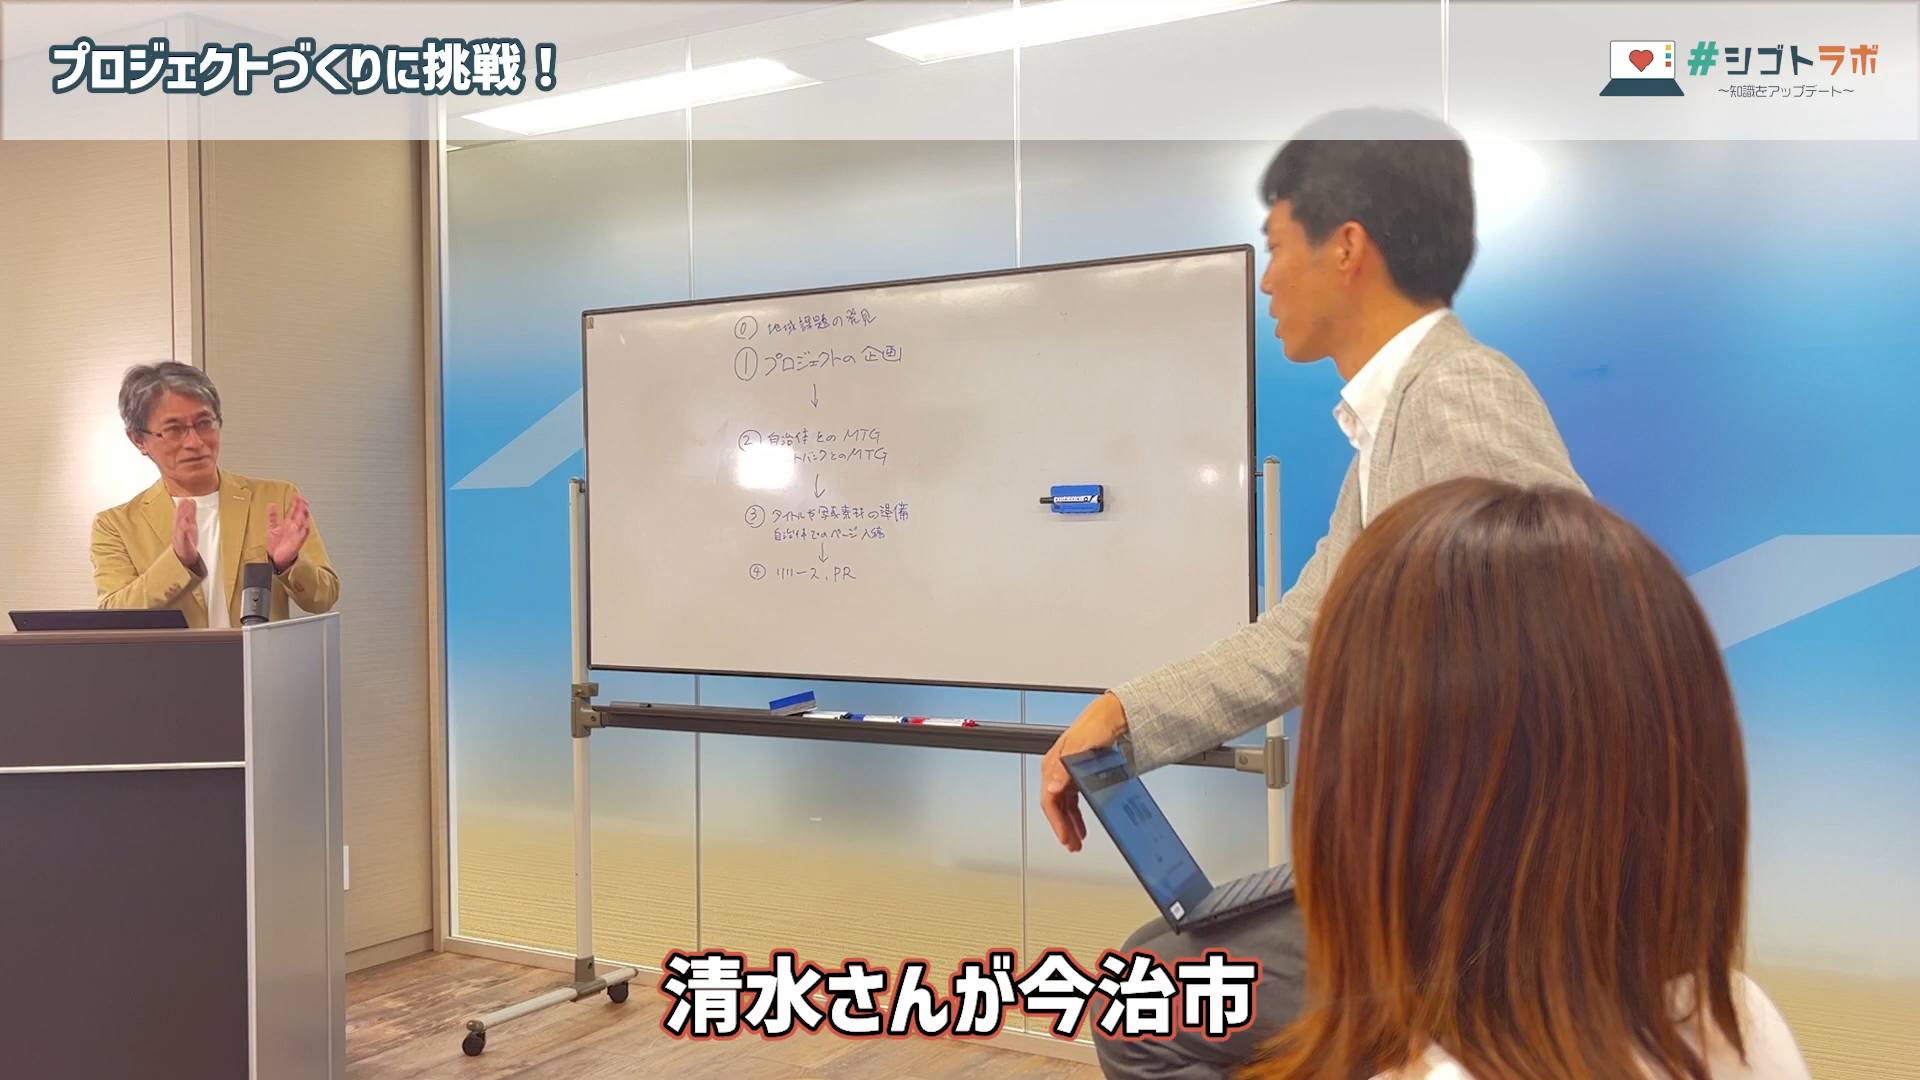 プロジェクトづくりに挑戦！
#シゴトラボ
～知識をアップデート～
⓪ 地域課題の発見
① プロジェクトの企画
↓
② 自治体とのMTG
トバンクとのMTG
↓
③ タイトルや写真素材の準備
自治体でのページ入稿
↓
④ リリース、PR
清水さんが今治市